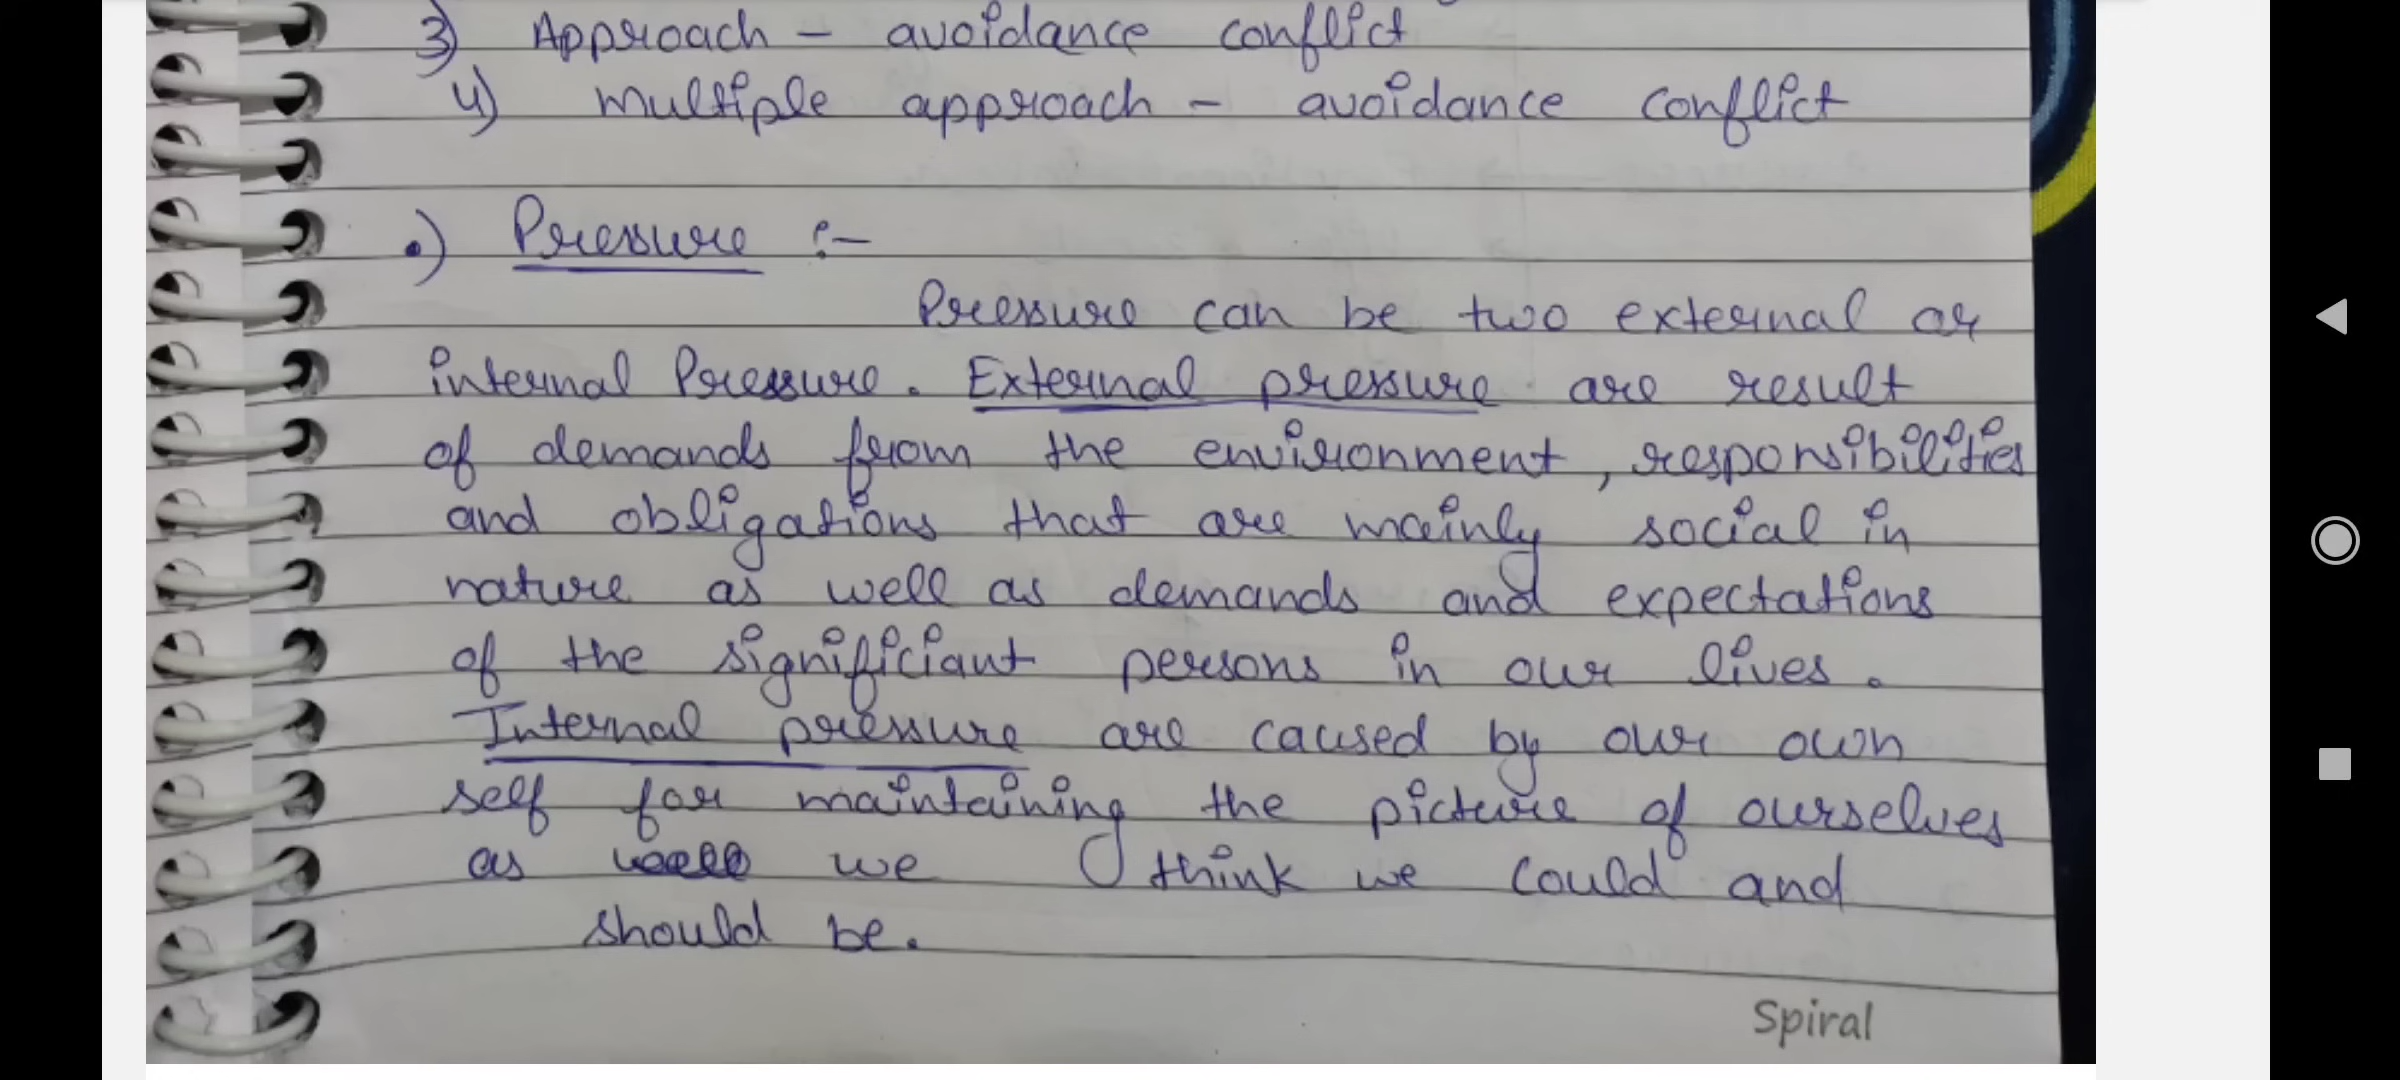 3) Approach - avoidance conflict
4) multiple approach - avoidance conflict
•) Pressure :-
Pressure can be two external or
internal Pressure. External pressure are result
of demands from the environment, responsibilities
and obligations that are mainly social in
nature as well as demands and expectations
of the significiant persons in our lives.
Internal pressure are caused by our own
self for maintaining the picture of ourselves
as we think we could and
should be.
Spiral